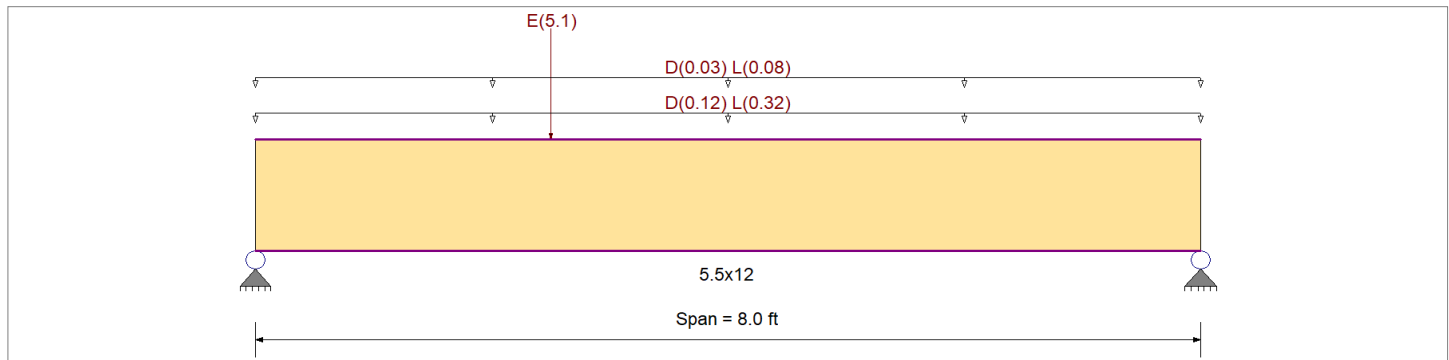 E(5.1)
D(0.03) L(0.08)
D(0.12) L(0.32)
5.5x12
Span = 8.0 ft